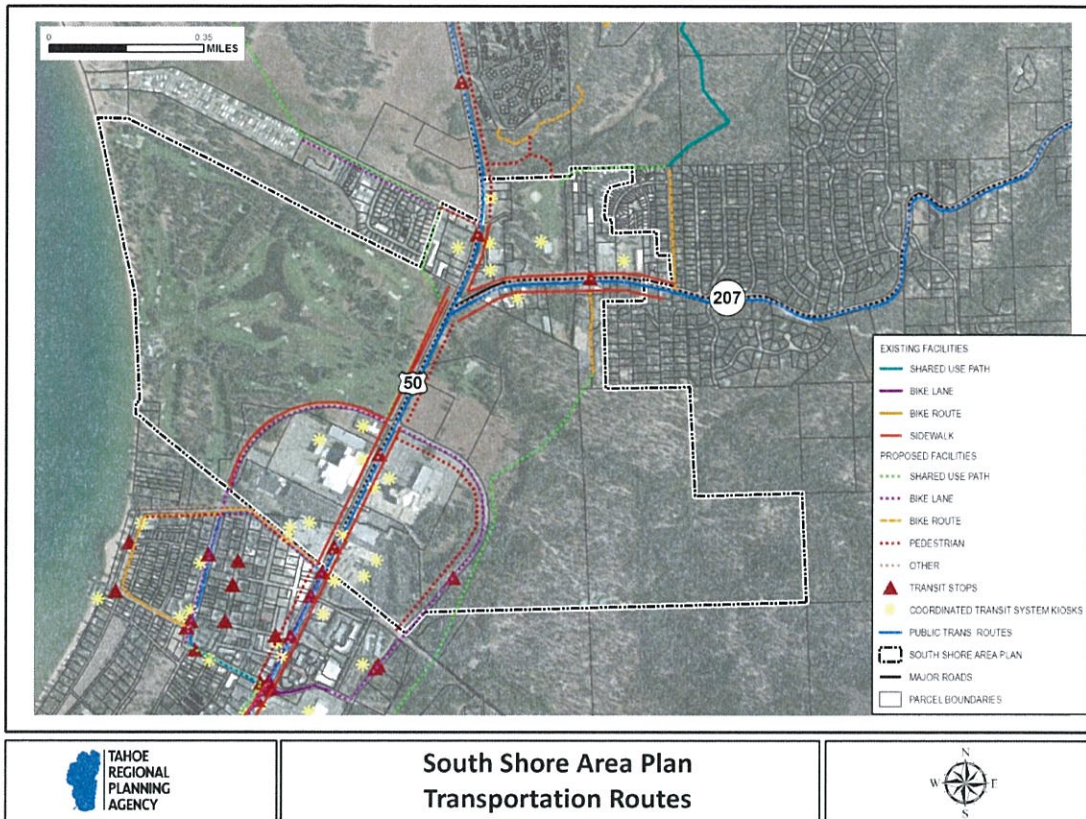 0 0.35
MILES
207
50
EXISTING FACILITIES
SHARED USE PATH
BIKE LANE
BIKE ROUTE
SIDEWALK
PROPOSED FACILITIES
SHARED USE PATH
BIKE LANE
BIKE ROUTE
PEDESTRIAN
OTHER
TRANSIT STOPS
COORDINATED TRANSIT SYSTEM KIOSKS
PUBLIC TRANS ROUTES
SOUTH SHORE AREA PLAN
MAJOR ROADS
PARCEL BOUNDARIES
TAHOE
REGIONAL
PLANNING
AGENCY
South Shore Area Plan
Transportation Routes
N
W E
S